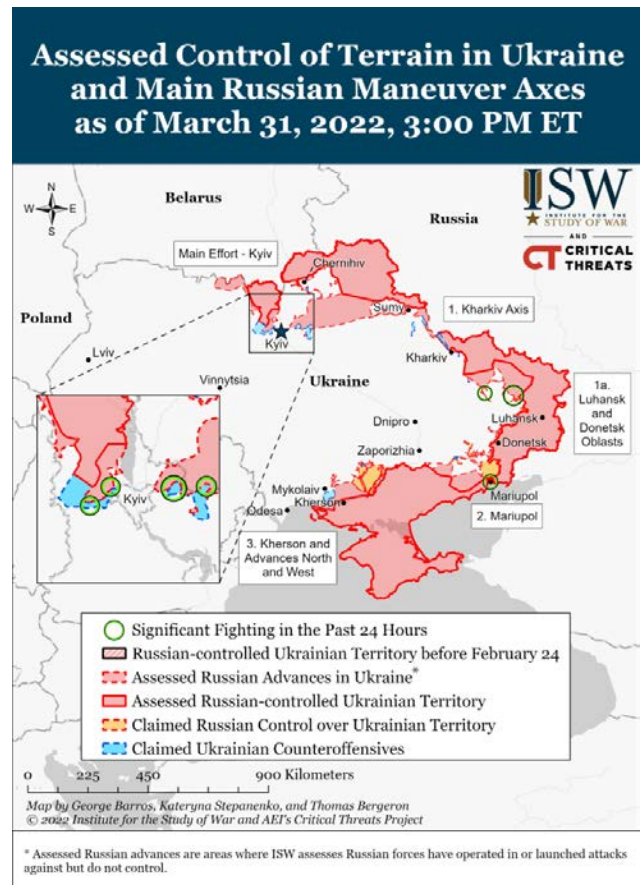 Assessed Control of Terrain in Ukraine
and Main Russian Maneuver Axes
as of March 31, 2022, 3:00 PM ET
N
W
E
S
Belarus
Russia
ISW
INSTITUTE FOR THE
STUDY OF WAR
AND
CT CRITICAL
THREATS
Main Effort - Kyiv
Chernihiv
Poland
Sumy
1. Kharkiv Axis
Kyiv
Lviv
Kharkiv
Vinnytsia
Ukraine
1a.
Luhansk
and
Donetsk
Oblasts
Dnipro
Luhansk
Donetsk
Zaporizhia
Kyiv
Mykolaiv
Mariupol
Odesa
Kherson
2. Mariupol
3. Kherson and
Advances North
and West
Significant Fighting in the Past 24 Hours
Russian-controlled Ukrainian Territory before February 24
Assessed Russian Advances in Ukraine*
Assessed Russian-controlled Ukrainian Territory
Claimed Russian Control over Ukrainian Territory
Claimed Ukrainian Counteroffensives
0 225 450 900 Kilometers
Map by George Barros, Kateryna Stepanenko, and Thomas Bergeron
© 2022 Institute for the Study of War and AEI's Critical Threats Project
* Assessed Russian advances are areas where ISW assesses Russian forces have operated in or launched attacks
against but do not control.